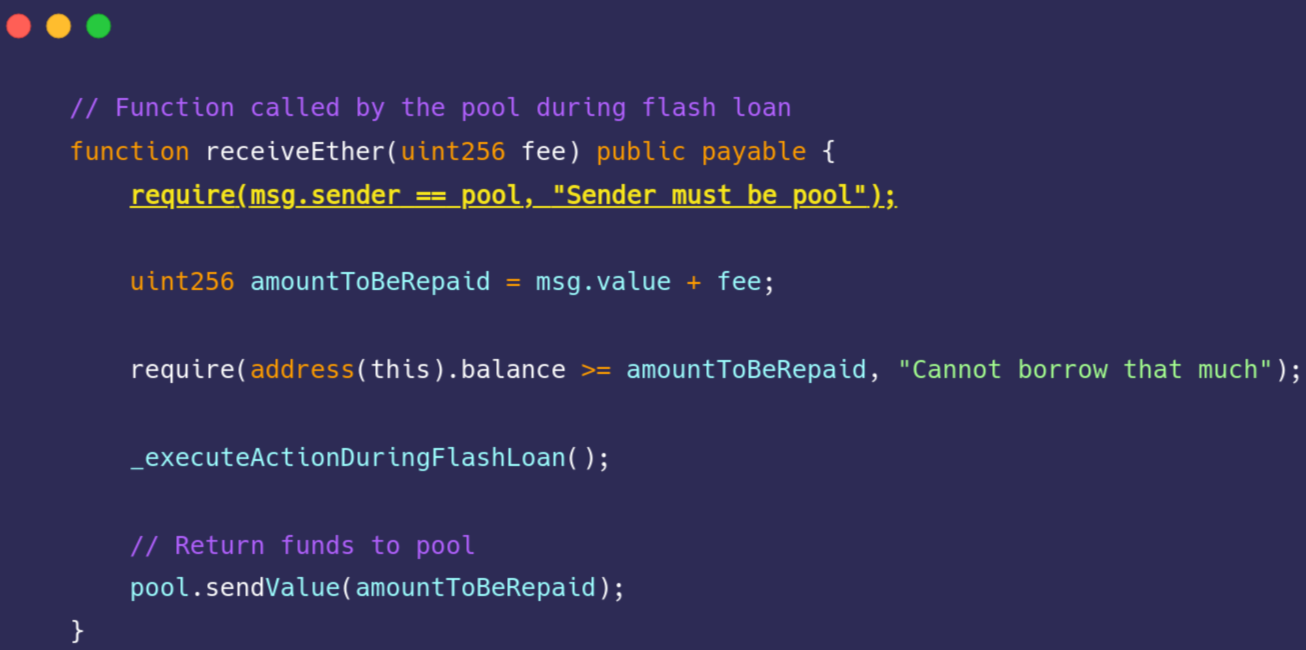 // Function called by the pool during flash loan
function receiveEther(uint256 fee) public payable {
require(msg.sender == pool, "Sender must be pool");
uint256 amountToBeRepaid = msg.value + fee;
require(address(this).balance >= amountToBeRepaid, "Cannot borrow that much");
_executeActionDuringFlashLoan();
// Return funds to pool
pool.sendValue(amountToBeRepaid);
}